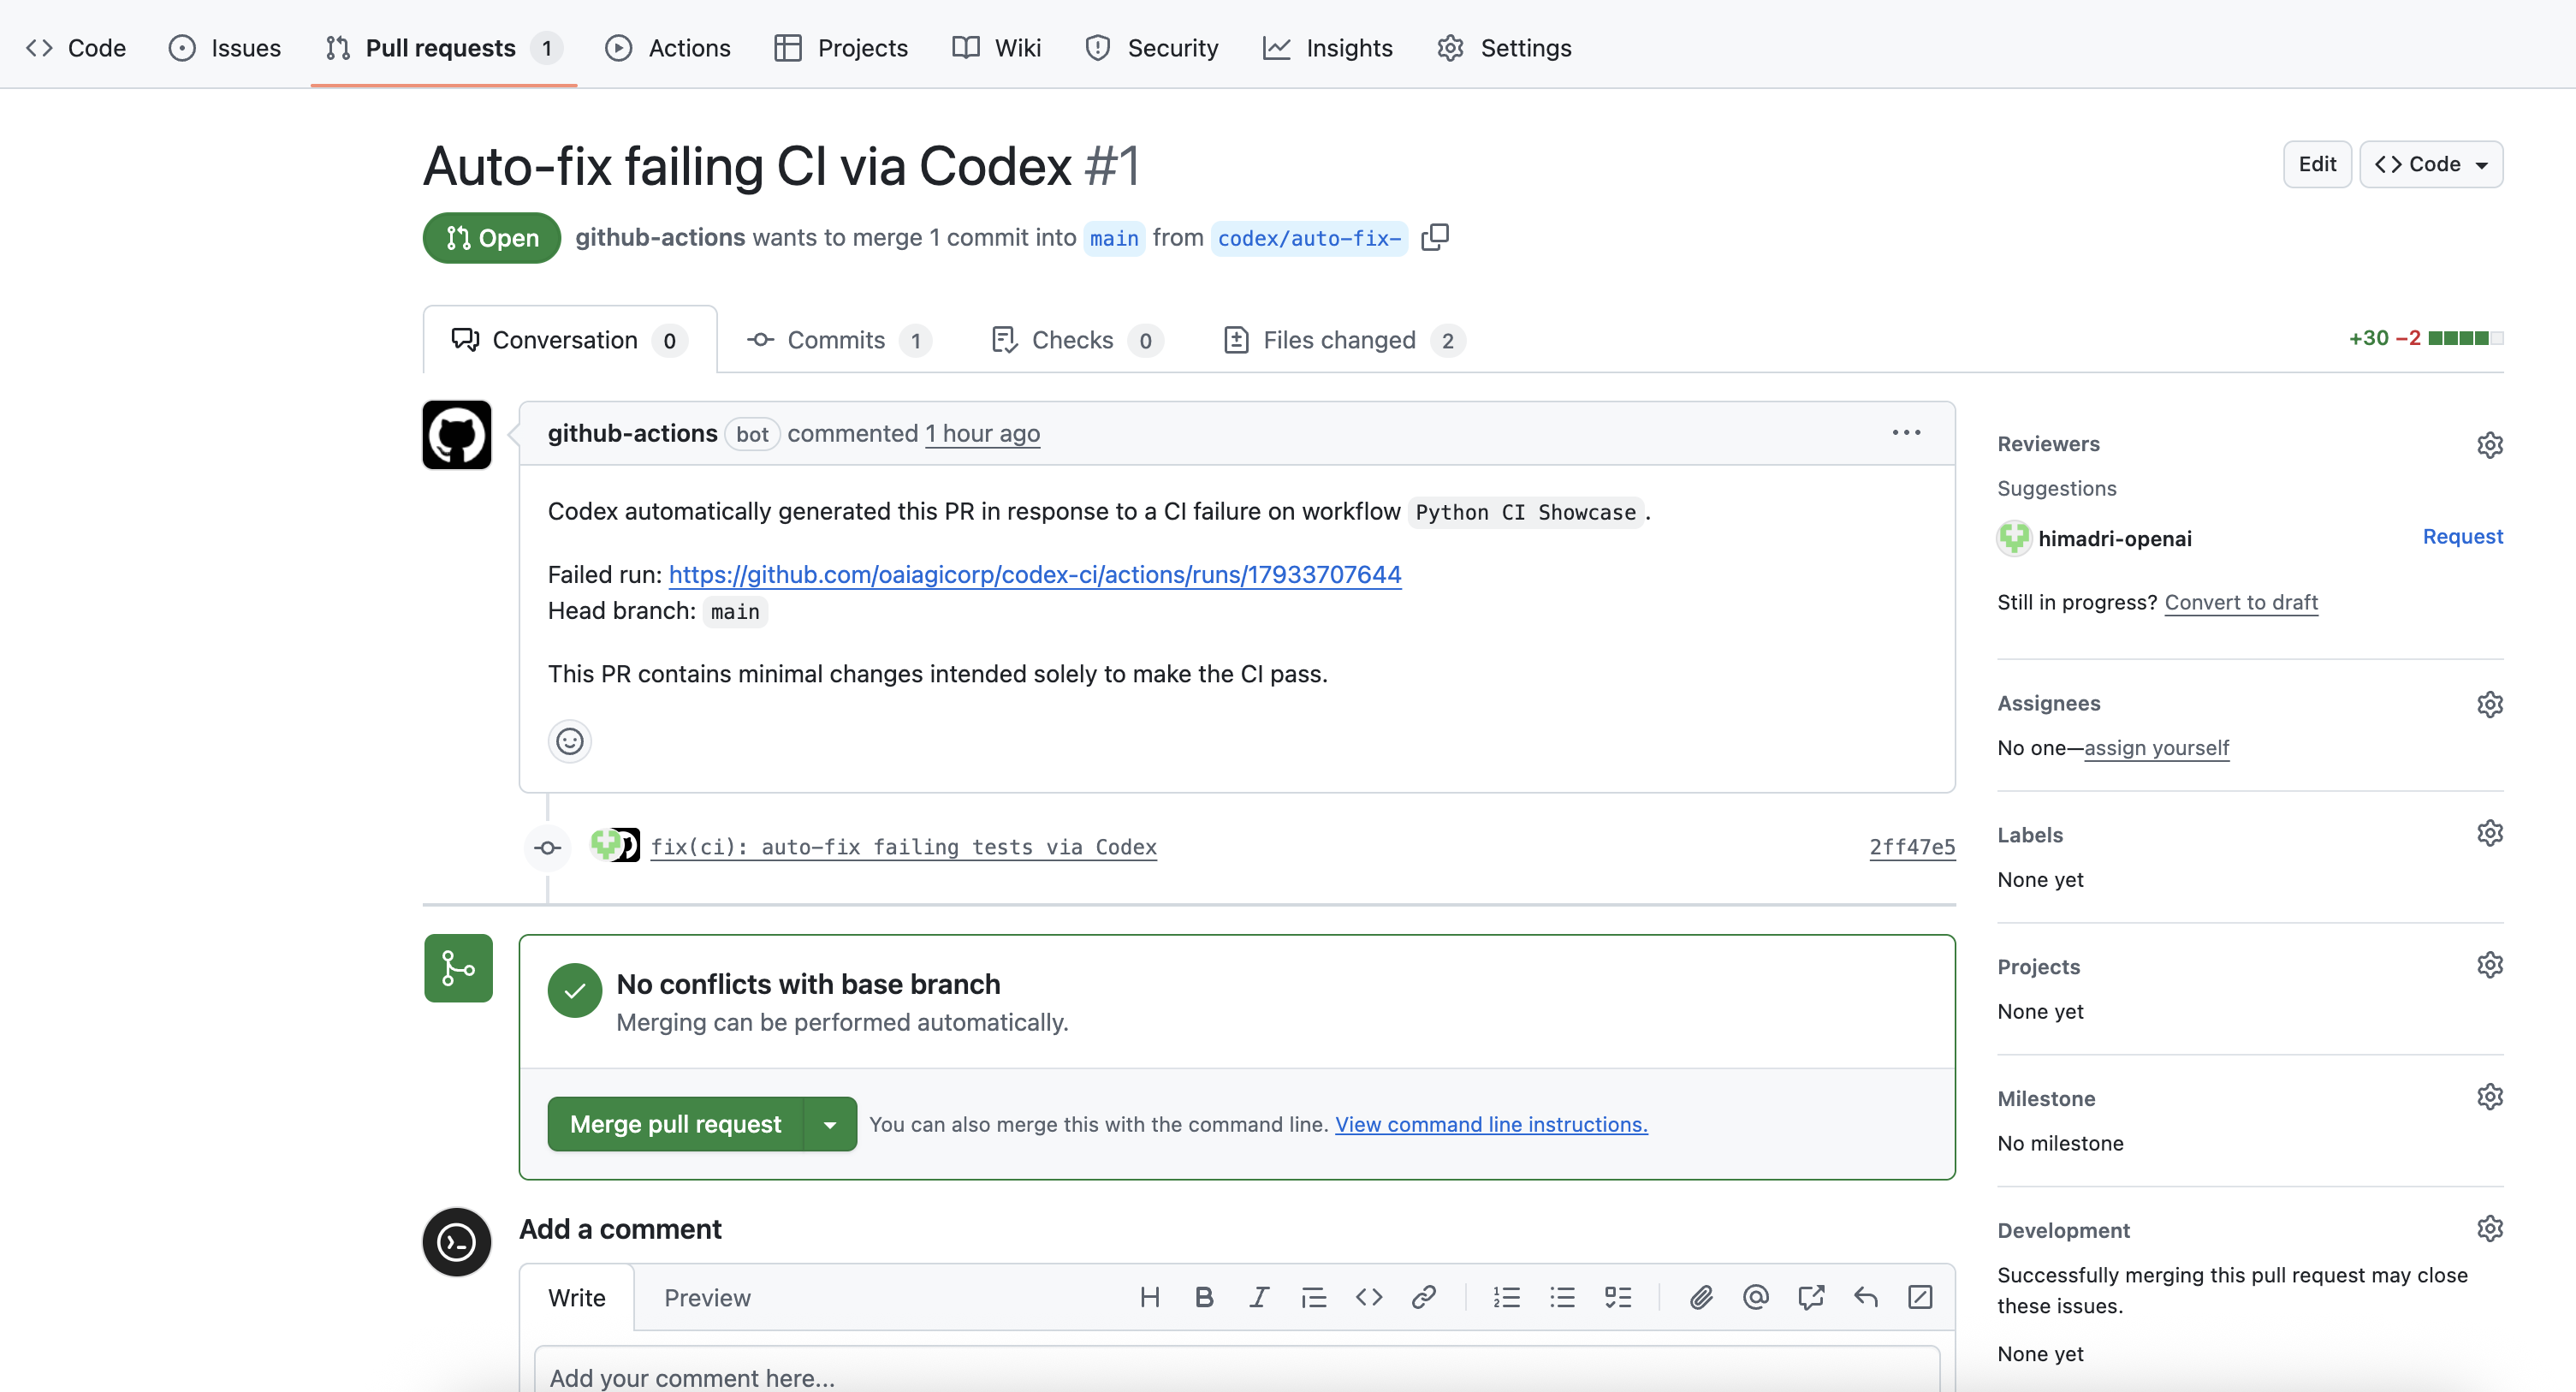 Code Issues Pull requests 1 Actions Projects Wiki Security Insights Settings
Auto-fix failing CI via Codex #1
Edit Code
Open github-actions wants to merge 1 commit into main from codex/auto-fix-
Conversation 0 Commits 1 Checks 0 Files changed 2 +30 −2
github-actions bot commented 1 hour ago
Codex automatically generated this PR in response to a CI failure on workflow Python CI Showcase.
Failed run: https://github.com/oaiagicorp/codex-ci/actions/runs/17933707644
Head branch: main
This PR contains minimal changes intended solely to make the CI pass.
fix(ci): auto-fix failing tests via Codex 2ff47e5
No conflicts with base branch
Merging can be performed automatically.
Merge pull request You can also merge this with the command line. View command line instructions.
Add a comment
Write Preview
Add your comment here...
Reviewers
Suggestions
himadri-openai Request
Still in progress? Convert to draft
Assignees
No one—assign yourself
Labels
None yet
Projects
None yet
Milestone
No milestone
Development
Successfully merging this pull request may close
these issues.
None yet